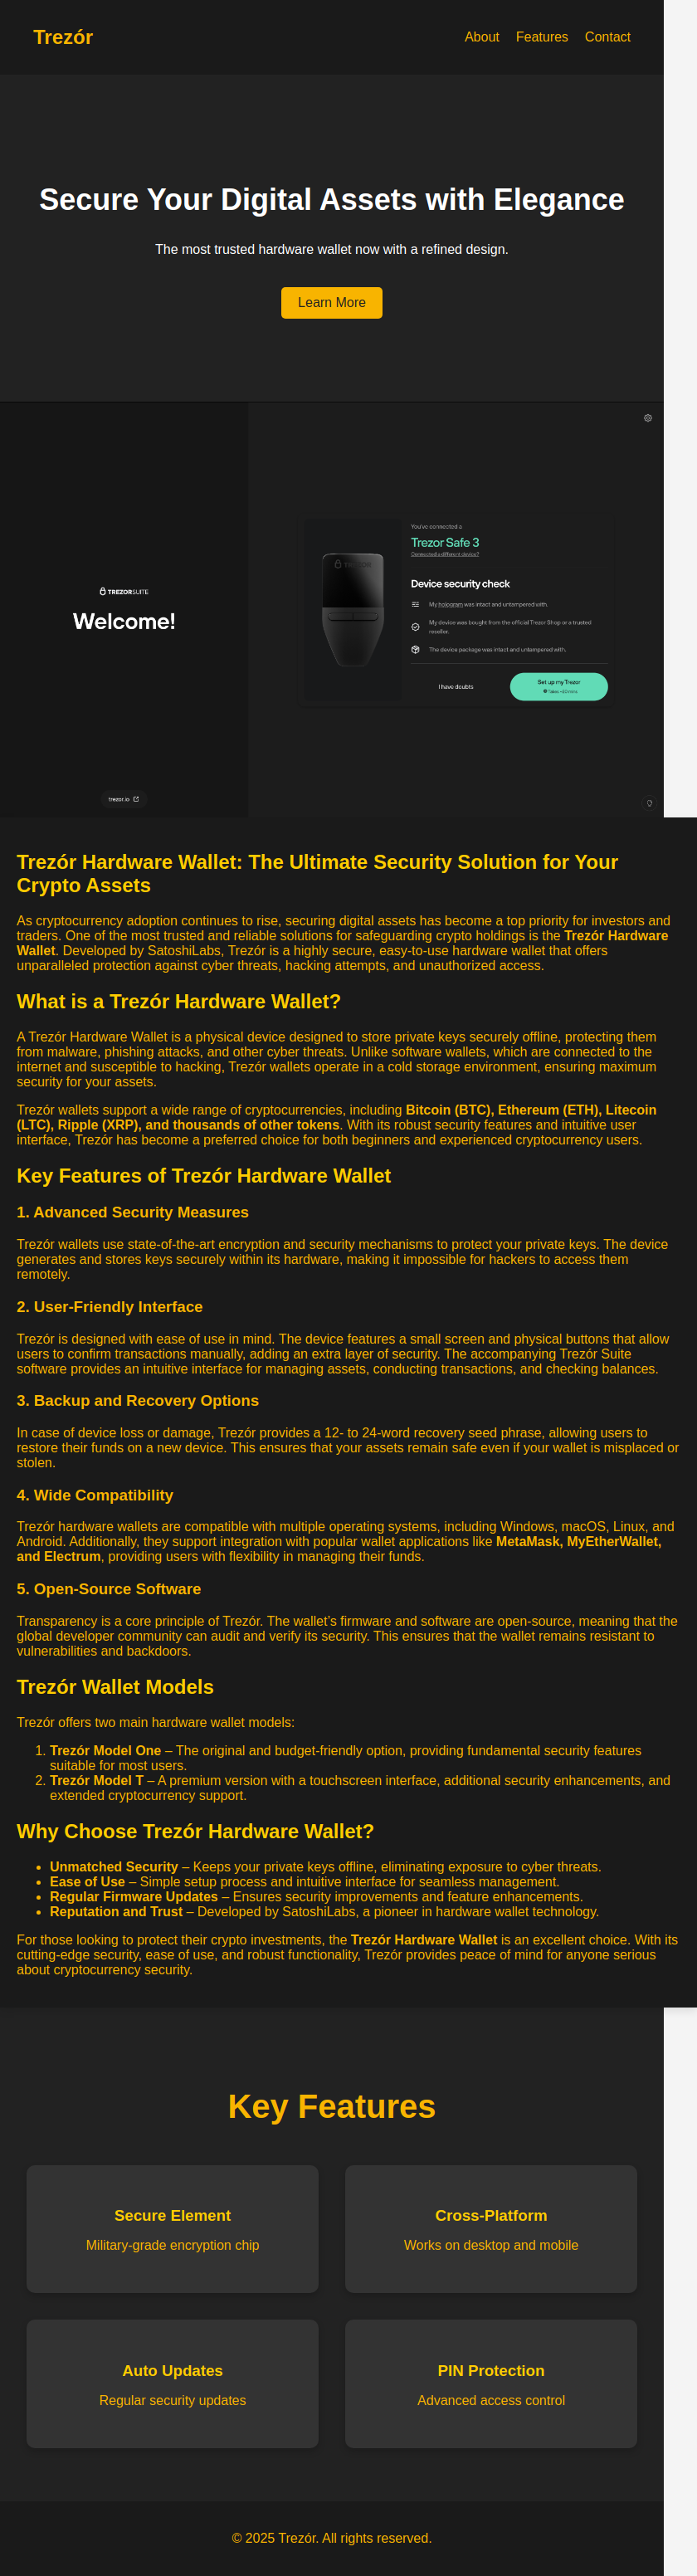 Trezór
About Features Contact
Secure Your Digital Assets with Elegance
The most trusted hardware wallet now with a refined design.
Learn More
TREZORSUITE
Welcome!
trezor.io
TREZOR
You've connected a
Trezor Safe 3
Connected a different device?
Device security check
My hologram was intact and untampered with.
My device was bought from the official Trezor Shop or a trusted
reseller.
The device package was intact and untampered with.
I have doubts
Set up my Trezor
Trezór Hardware Wallet: The Ultimate Security Solution for Your
Crypto Assets
As cryptocurrency adoption continues to rise, securing digital assets has become a top priority for investors and
traders. One of the most trusted and reliable solutions for safeguarding crypto holdings is the Trezór Hardware
Wallet. Developed by SatoshiLabs, Trezór is a highly secure, easy-to-use hardware wallet that offers
unparalleled protection against cyber threats, hacking attempts, and unauthorized access.
What is a Trezór Hardware Wallet?
A Trezór Hardware Wallet is a physical device designed to store private keys securely offline, protecting them
from malware, phishing attacks, and other cyber threats. Unlike software wallets, which are connected to the
internet and susceptible to hacking, Trezór wallets operate in a cold storage environment, ensuring maximum
security for your assets.
Trezór wallets support a wide range of cryptocurrencies, including Bitcoin (BTC), Ethereum (ETH), Litecoin
(LTC), Ripple (XRP), and thousands of other tokens. With its robust security features and intuitive user
interface, Trezór has become a preferred choice for both beginners and experienced cryptocurrency users.
Key Features of Trezór Hardware Wallet
1. Advanced Security Measures
Trezór wallets use state-of-the-art encryption and security mechanisms to protect your private keys. The device
generates and stores keys securely within its hardware, making it impossible for hackers to access them
remotely.
2. User-Friendly Interface
Trezór is designed with ease of use in mind. The device features a small screen and physical buttons that allow
users to confirm transactions manually, adding an extra layer of security. The accompanying Trezór Suite
software provides an intuitive interface for managing assets, conducting transactions, and checking balances.
3. Backup and Recovery Options
In case of device loss or damage, Trezór provides a 12- to 24-word recovery seed phrase, allowing users to
restore their funds on a new device. This ensures that your assets remain safe even if your wallet is misplaced or
stolen.
4. Wide Compatibility
Trezór hardware wallets are compatible with multiple operating systems, including Windows, macOS, Linux, and
Android. Additionally, they support integration with popular wallet applications like MetaMask, MyEtherWallet,
and Electrum, providing users with flexibility in managing their funds.
5. Open-Source Software
Transparency is a core principle of Trezór. The wallet's firmware and software are open-source, meaning that the
global developer community can audit and verify its security. This ensures that the wallet remains resistant to
vulnerabilities and backdoors.
Trezór Wallet Models
Trezór offers two main hardware wallet models:
1. Trezór Model One – The original and budget-friendly option, providing fundamental security features
suitable for most users.
2. Trezór Model T – A premium version with a touchscreen interface, additional security enhancements, and
extended cryptocurrency support.
Why Choose Trezór Hardware Wallet?
• Unmatched Security – Keeps your private keys offline, eliminating exposure to cyber threats.
• Ease of Use – Simple setup process and intuitive interface for seamless management.
• Regular Firmware Updates – Ensures security improvements and feature enhancements.
• Reputation and Trust – Developed by SatoshiLabs, a pioneer in hardware wallet technology.
For those looking to protect their crypto investments, the Trezór Hardware Wallet is an excellent choice. With its
cutting-edge security, ease of use, and robust functionality, Trezór provides peace of mind for anyone serious
about cryptocurrency security.
Key Features
Secure Element
Military-grade encryption chip
Cross-Platform
Works on desktop and mobile
Auto Updates
Regular security updates
PIN Protection
Advanced access control
© 2025 Trezór. All rights reserved.